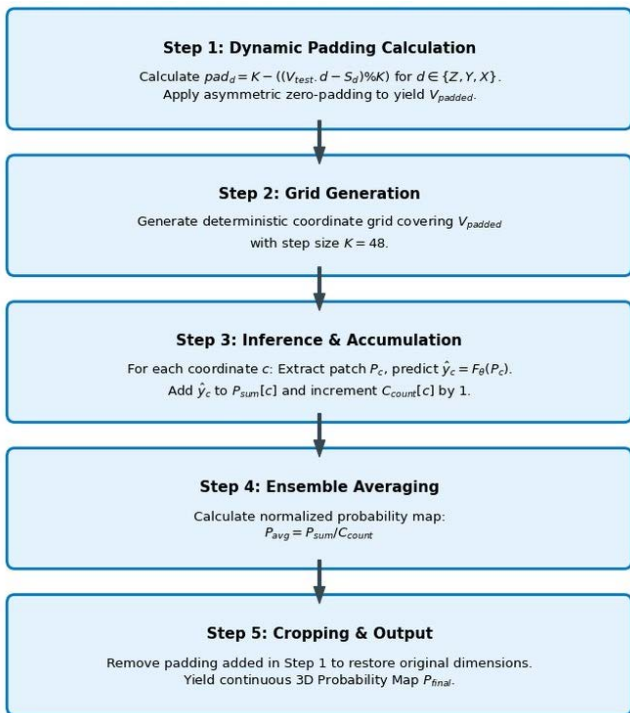 Step 1: Dynamic Padding Calculation
Calculate pad_d = K − ((V_test.d − S_d)%K) for d ∈ {Z, Y, X}.
Apply asymmetric zero-padding to yield V_padded.
Step 2: Grid Generation
Generate deterministic coordinate grid covering V_padded
with step size K = 48.
Step 3: Inference & Accumulation
For each coordinate c: Extract patch P_c, predict ŷ_c = F_θ(P_c).
Add ŷ_c to P_sum[c] and increment C_count[c] by 1.
Step 4: Ensemble Averaging
Calculate normalized probability map:
P_avg = P_sum/C_count
Step 5: Cropping & Output
Remove padding added in Step 1 to restore original dimensions.
Yield continuous 3D Probability Map P_final.